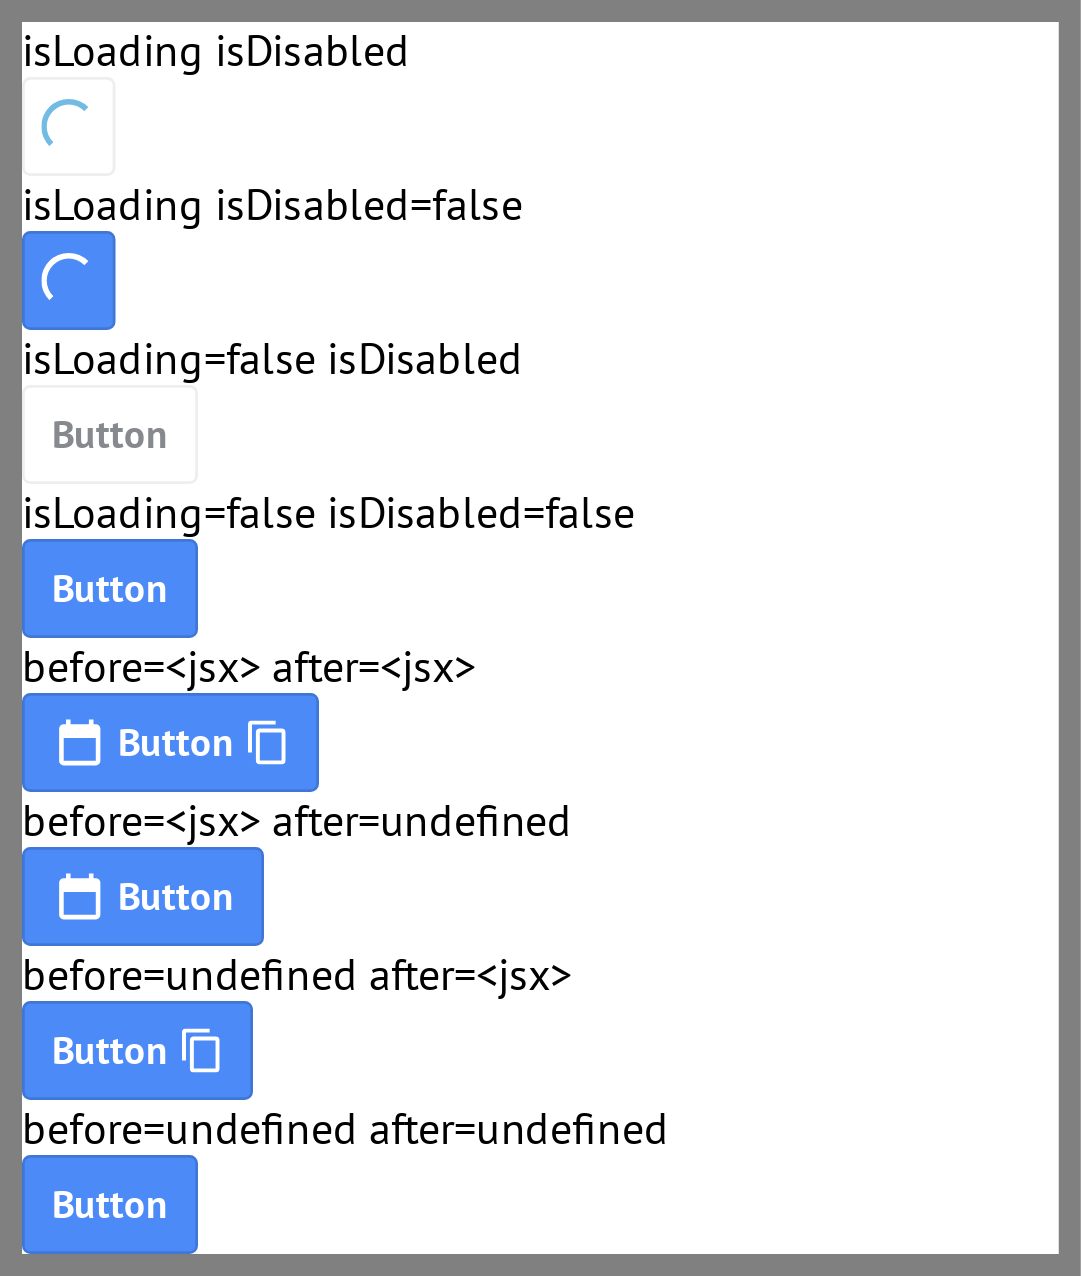 isLoading isDisabled
isLoading isDisabled=false
isLoading=false isDisabled
Button
isLoading=false isDisabled=false
Button
before=<jsx> after=<jsx>
Button
before=<jsx> after=undefined
Button
before=undefined after=<jsx>
Button
before=undefined after=undefined
Button